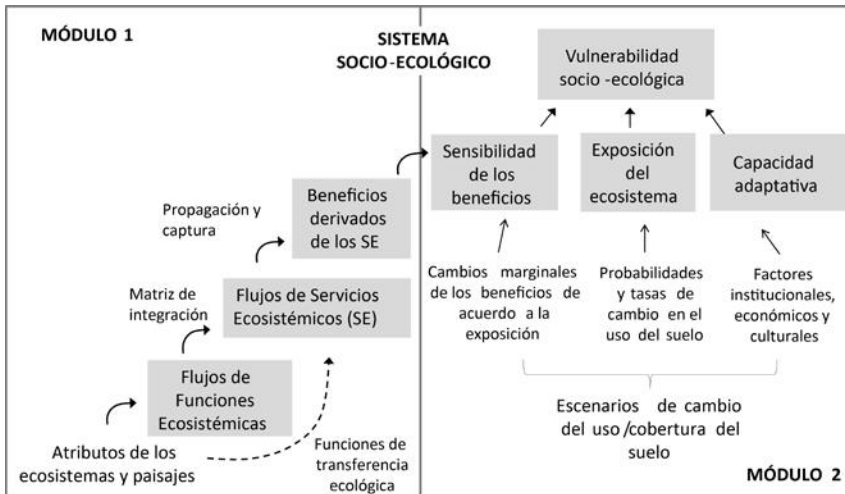 MÓDULO 1
SISTEMA
SOCIO-ECOLÓGICO
Propagación y
captura
Beneficios
derivados
de los SE
Matriz de
integración
Flujos de Servicios
Ecosistémicos (SE)
Flujos de
Funciones
Ecosistémicas
Atributos de los
ecosistemas y paisajes
Funciones de
transferencia
ecológica
Vulnerabilidad
socio -ecológica
Sensibilidad
de los
beneficios
Exposición
del
ecosistema
Capacidad
adaptativa
Cambios marginales
de los beneficios de
acuerdo a la
exposición
Probabilidades
y tasas de
cambio en el
uso del suelo
Factores
institucionales,
económicos y
culturales
Escenarios de cambio
del uso /cobertura del
suelo
MÓDULO 2